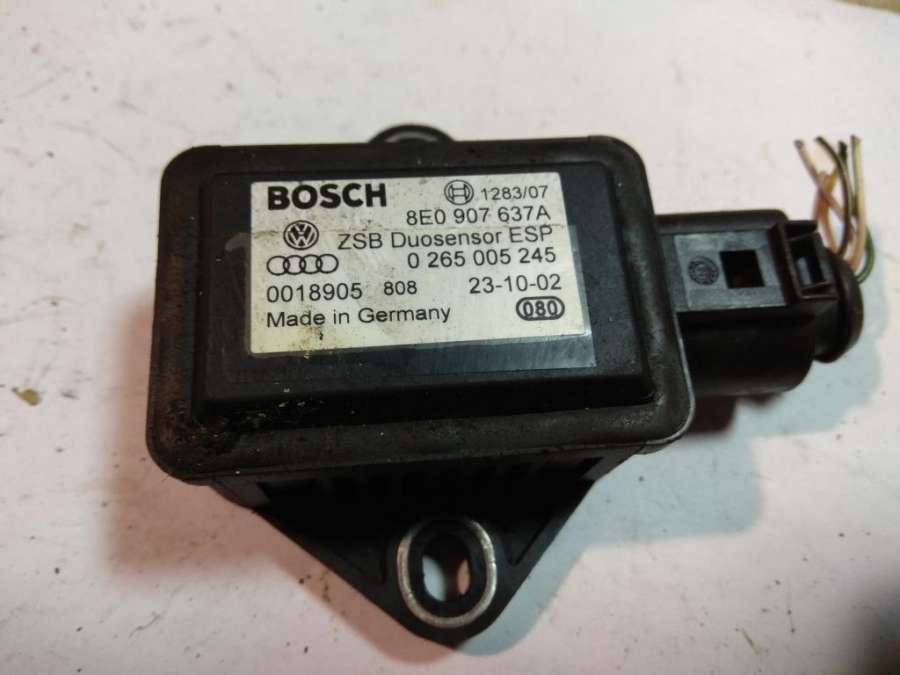 BOSCH 1283/07
8E0 907 637A
ZSB Duosensor ESP
0 265 005 245
0018905 808 23-10-02
Made in Germany 080